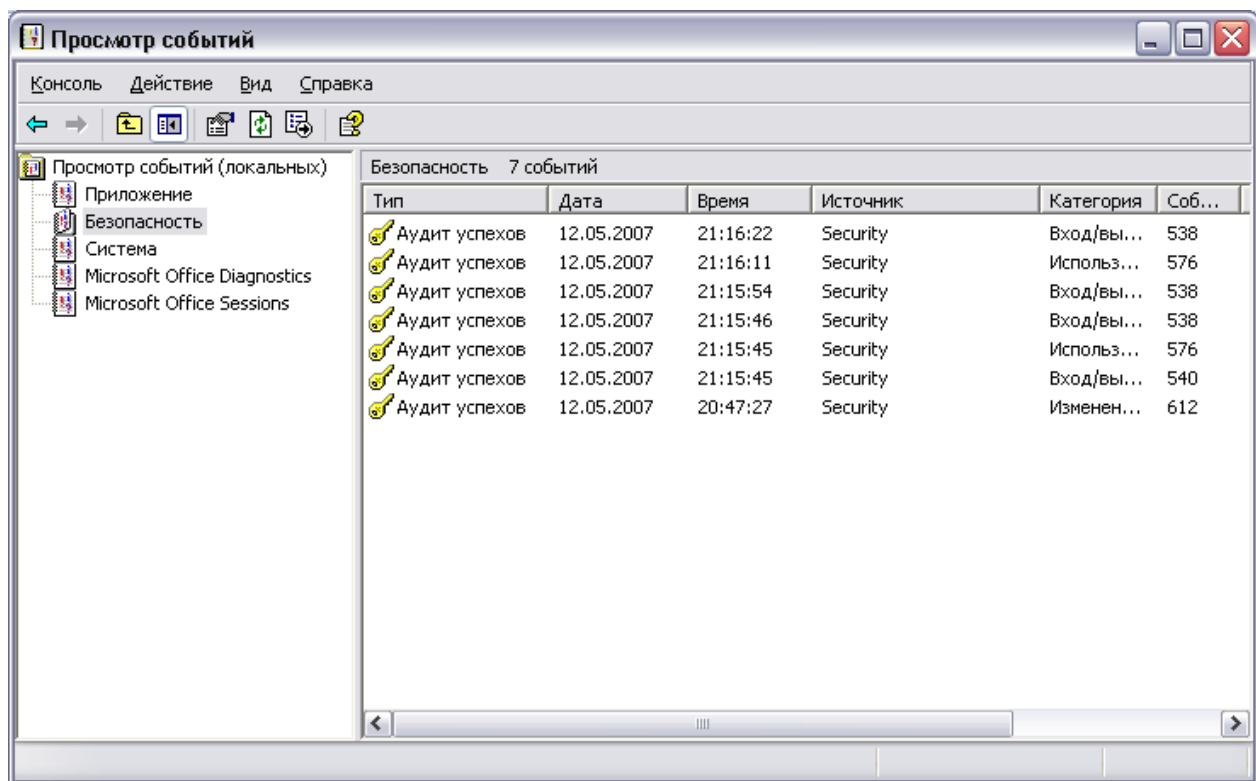 Просмотр событий
Консоль Действие Вид Справка
Просмотр событий (локальных)
Приложение
Безопасность
Система
Microsoft Office Diagnostics
Microsoft Office Sessions
Безопасность 7 событий
Тип Дата Время Источник Категория Соб...
Аудит успехов 12.05.2007 21:16:22 Security Вход/вы... 538
Аудит успехов 12.05.2007 21:16:11 Security Использ... 576
Аудит успехов 12.05.2007 21:15:54 Security Вход/вы... 538
Аудит успехов 12.05.2007 21:15:46 Security Вход/вы... 538
Аудит успехов 12.05.2007 21:15:45 Security Использ... 576
Аудит успехов 12.05.2007 21:15:45 Security Вход/вы... 540
Аудит успехов 12.05.2007 20:47:27 Security Изменен... 612